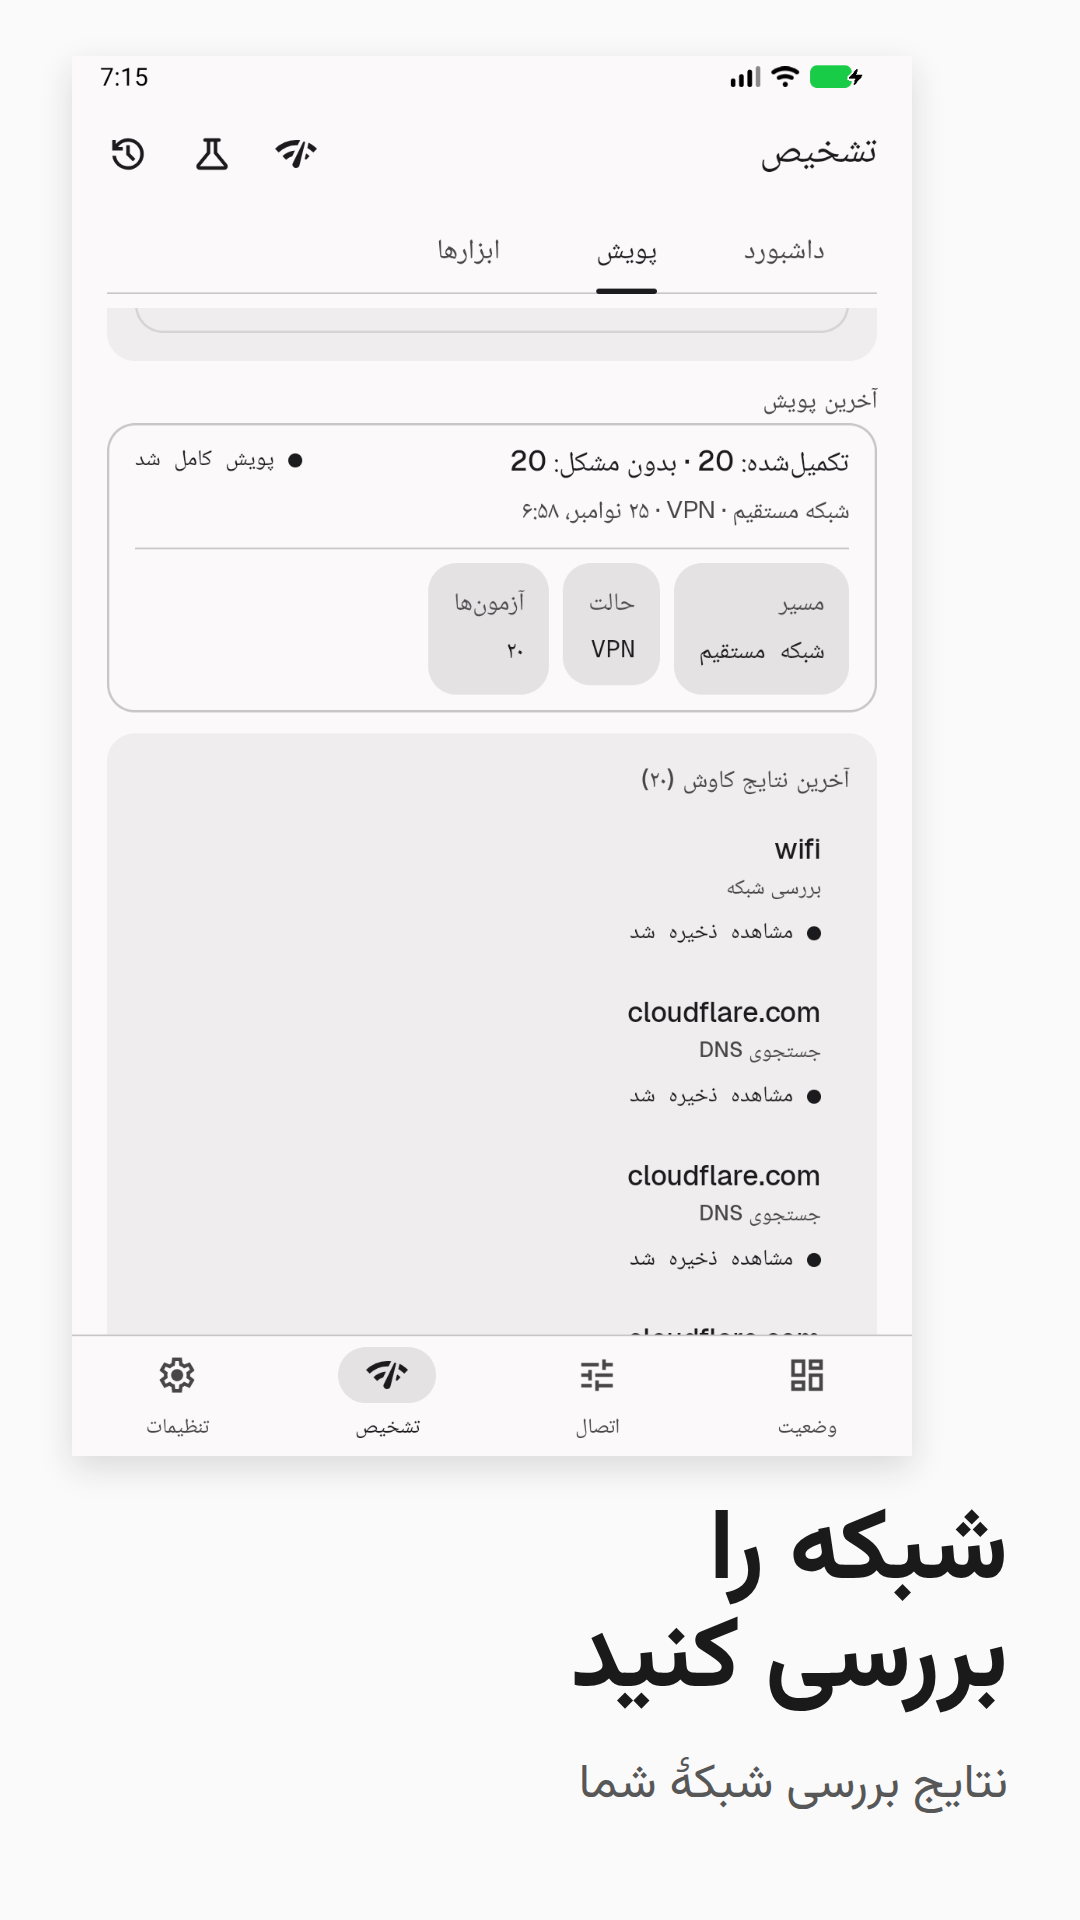 7:15
تشخیص
داشبورد
پویش
ابزارها
آخرین پویش
تکمیل‌شده: 20 · بدون مشکل: 20
پویش کامل شد
شبکه مستقیم · VPN · ۲۵ نوامبر، ۶:۵۸
مسیر
شبکه مستقیم
حالت
VPN
آزمون‌ها
۲۰
آخرین نتایج کاوش (۲۰)
wifi
بررسی شبکه
مشاهده ذخیره شد
cloudflare.com
جستجوی DNS
مشاهده ذخیره شد
cloudflare.com
جستجوی DNS
مشاهده ذخیره شد
cloudflare.com
وضعیت
اتصال
تشخیص
تنظیمات
شبکه را
بررسی کنید
نتایج بررسی شبکهٔ شما